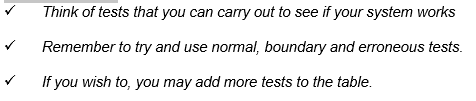 ✓ Think of tests that you can carry out to see if your system works
✓ Remember to try and use normal, boundary and erroneous tests.
✓ If you wish to, you may add more tests to the table.